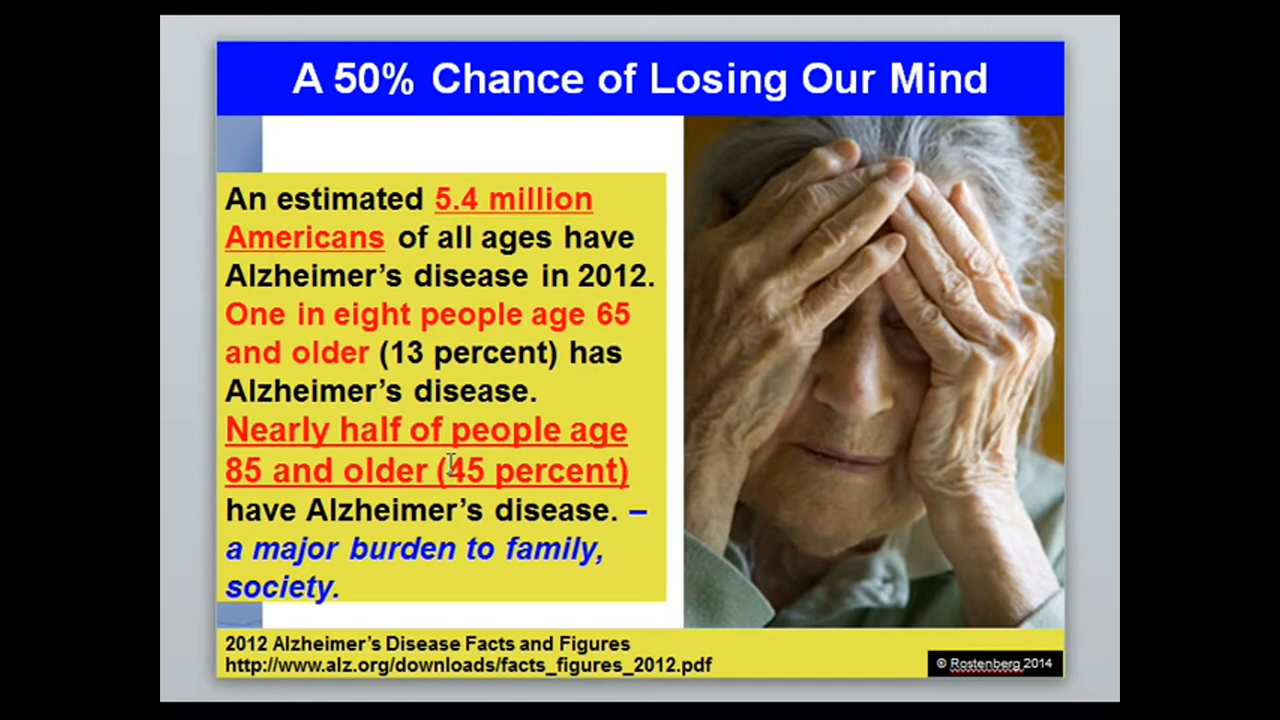 A 50% Chance of Losing Our Mind
An estimated 5.4 million
Americans of all ages have
Alzheimer’s disease in 2012.
One in eight people age 65
and older (13 percent) has
Alzheimer’s disease.
Nearly half of people age
85 and older (45 percent)
have Alzheimer’s disease. –
a major burden to family,
society.
2012 Alzheimer’s Disease Facts and Figures
http://www.alz.org/downloads/facts_figures_2012.pdf
© Rostenberg 2014